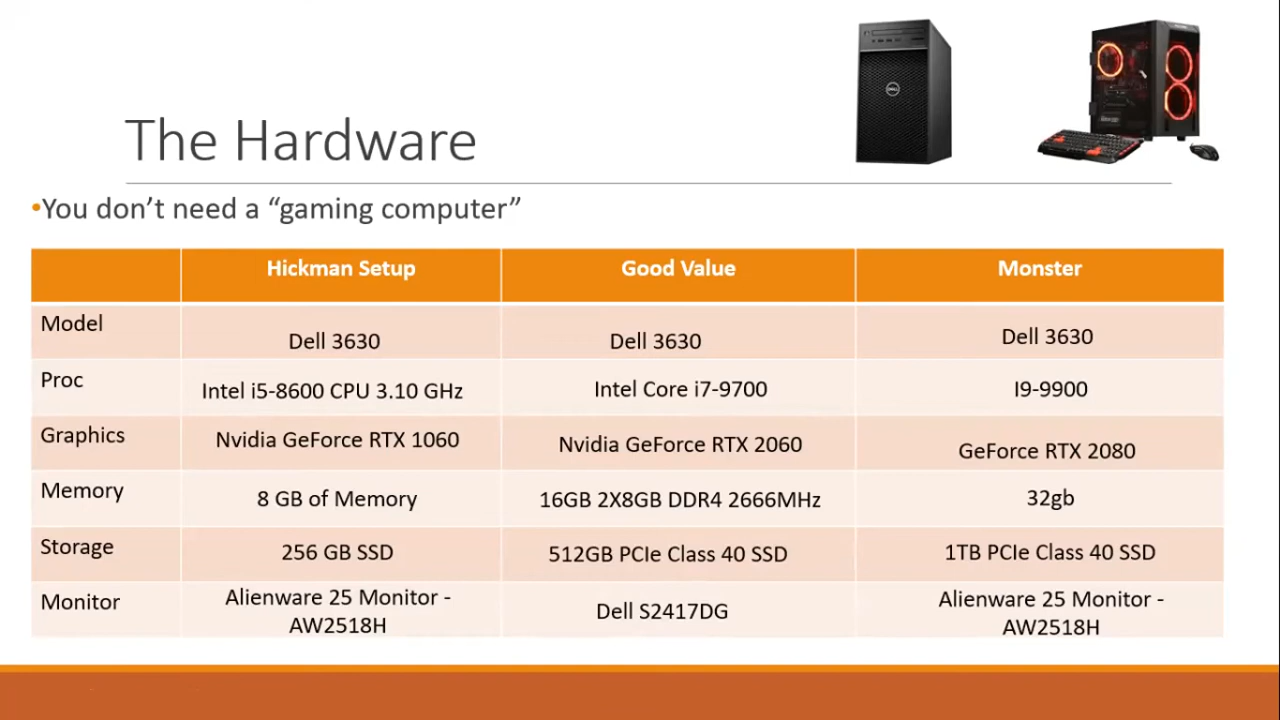 The Hardware
•You don’t need a “gaming computer”
Hickman Setup Good Value Monster
Model Dell 3630 Dell 3630 Dell 3630
Proc Intel i5-8600 CPU 3.10 GHz Intel Core i7-9700 I9-9900
Graphics Nvidia GeForce RTX 1060 Nvidia GeForce RTX 2060 GeForce RTX 2080
Memory 8 GB of Memory 16GB 2X8GB DDR4 2666MHz 32gb
Storage 256 GB SSD 512GB PCIe Class 40 SSD 1TB PCIe Class 40 SSD
Monitor Alienware 25 Monitor - AW2518H Dell S2417DG Alienware 25 Monitor - AW2518H
DELL